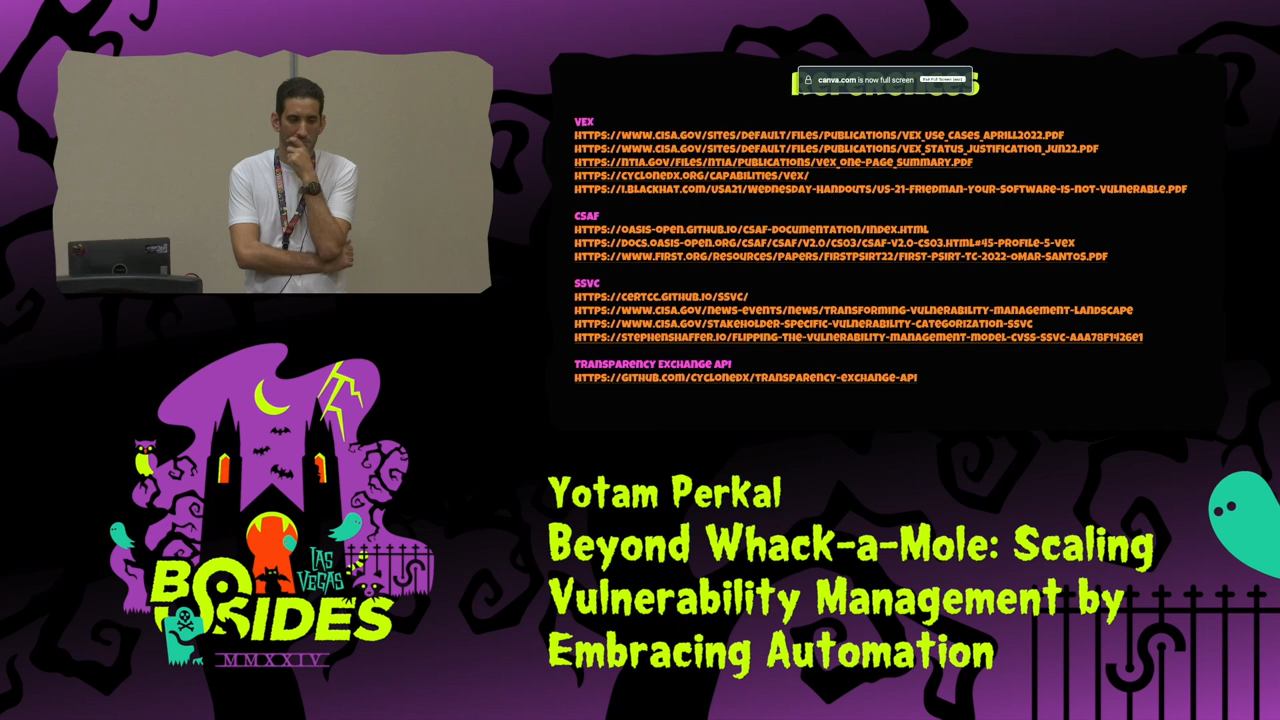 REFERENCES
canva.com is now full screen
VEX
HTTPS://WWW.CISA.GOV/SITES/DEFAULT/FILES/PUBLICATIONS/VEX_USE_CASES_APRILL2022.PDF
HTTPS://WWW.CISA.GOV/SITES/DEFAULT/FILES/PUBLICATIONS/VEX_STATUS_JUSTIFICATION_JUN22.PDF
HTTPS://NTIA.GOV/FILES/NTIA/PUBLICATIONS/VEX_ONE-PAGE_SUMMARY.PDF
HTTPS://CYCLONEDX.ORG/CAPABILITIES/VEX/
HTTPS://I.BLACKHAT.COM/USA21/WEDNESDAY-HANDOUTS/US-21-FRIEDMAN-YOUR-SOFTWARE-IS-NOT-VULNERABLE.PDF
CSAF
HTTPS://OASIS-OPEN.GITHUB.IO/CSAF-DOCUMENTATION/INDEX.HTML
HTTPS://DOCS.OASIS-OPEN.ORG/CSAF/CSAF/V2.0/CS03/CSAF-V2.0-CS03.HTML#45-PROFILE-5-VEX
HTTPS://WWW.FIRST.ORG/RESOURCES/PAPERS/FIRSTPSIRT22/FIRST-PSIRT-TC-2022-OMAR-SANTOS.PDF
SSVC
HTTPS://CERTCC.GITHUB.IO/SSVC/
HTTPS://WWW.CISA.GOV/NEWS-EVENTS/NEWS/TRANSFORMING-VULNERABILITY-MANAGEMENT-LANDSCAPE
HTTPS://WWW.CISA.GOV/STAKEHOLDER-SPECIFIC-VULNERABILITY-CATEGORIZATION-SSVC
HTTPS://STEPHENSHAFFER.IO/FLIPPING-THE-VULNERABILITY-MANAGEMENT-MODEL-CVSS-SSVC-AAA78F1426E1
TRANSPARENCY EXCHANGE API
HTTPS://GITHUB.COM/CYCLONEDX/TRANSPARENCY-EXCHANGE-API
LAS
VEGAS
BSIDES
MMXXIV
Yotam Perkal
Beyond Whack-a-Mole: Scaling
Vulnerability Management by
Embracing Automation